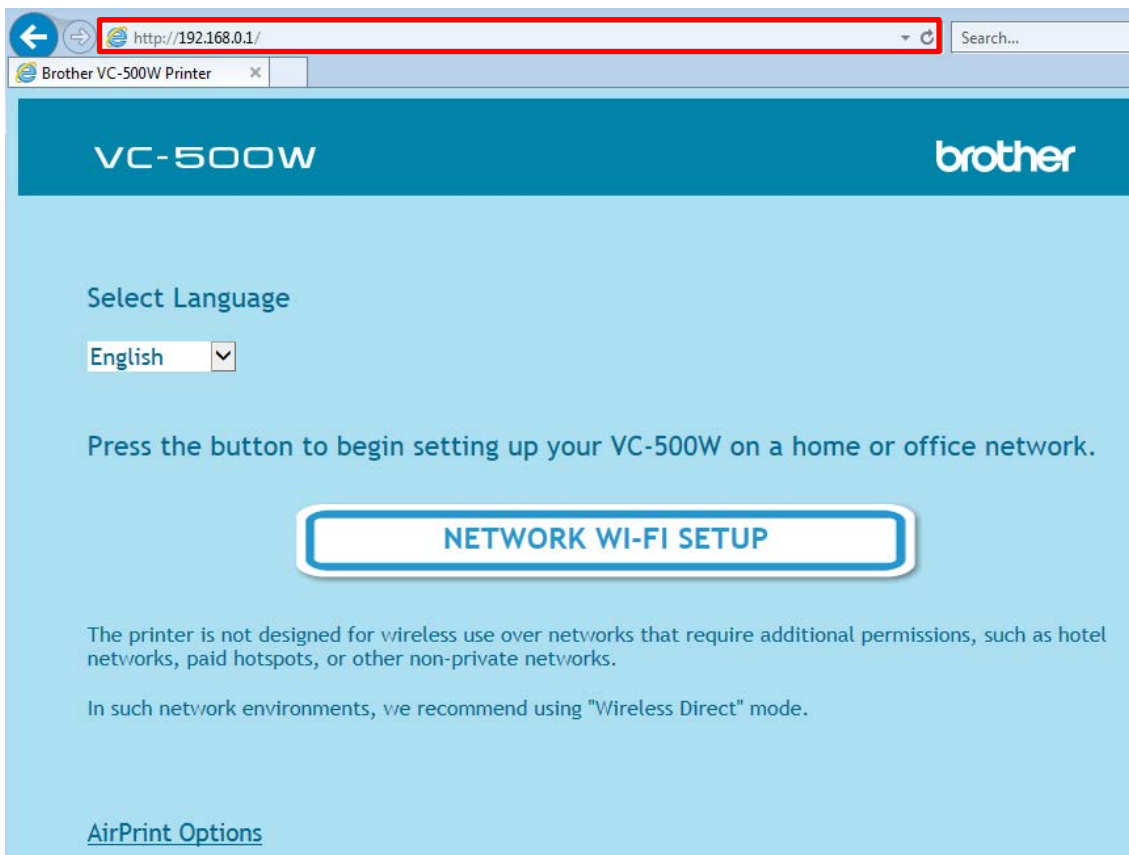 http://192.168.0.1/
Search...
Brother VC-500W Printer
VC-500W
brother
Select Language
English
Press the button to begin setting up your VC-500W on a home or office network.
NETWORK WI-FI SETUP
The printer is not designed for wireless use over networks that require additional permissions, such as hotel
networks, paid hotspots, or other non-private networks.
In such network environments, we recommend using "Wireless Direct" mode.
AirPrint Options